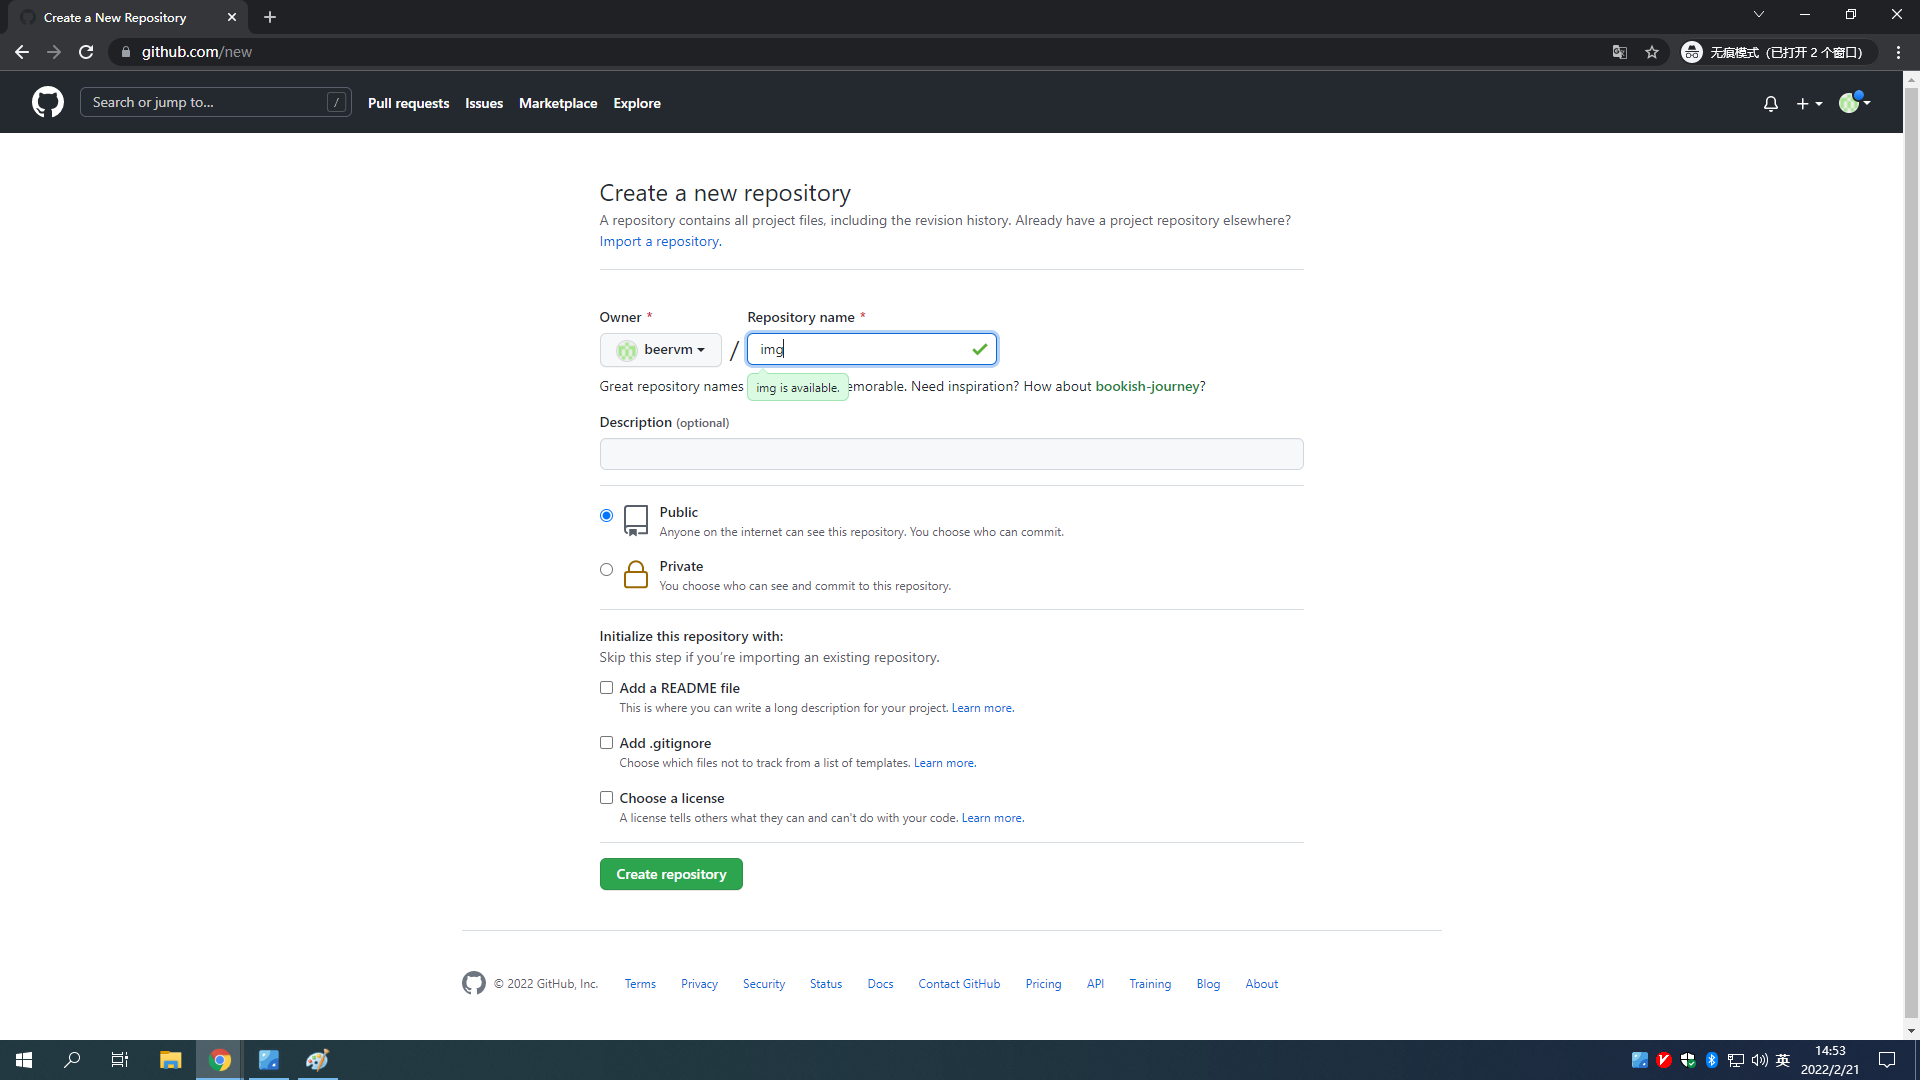 Create a New Repository
github.com/new
无痕模式（已打开 2 个窗口）
Search or jump to... /
Pull requests Issues Marketplace Explore
Create a new repository
A repository contains all project files, including the revision history. Already have a project repository elsewhere?
Import a repository.
Owner * Repository name *
beervm / img
Great repository names img is available. emorable. Need inspiration? How about bookish-journey?
Description (optional)
Public
Anyone on the internet can see this repository. You choose who can commit.
Private
You choose who can see and commit to this repository.
Initialize this repository with:
Skip this step if you're importing an existing repository.
Add a README file
This is where you can write a long description for your project. Learn more.
Add .gitignore
Choose which files not to track from a list of templates. Learn more.
Choose a license
A license tells others what they can and can't do with your code. Learn more.
Create repository
© 2022 GitHub, Inc. Terms Privacy Security Status Docs Contact GitHub Pricing API Training Blog About
英
14:53
2022/2/21